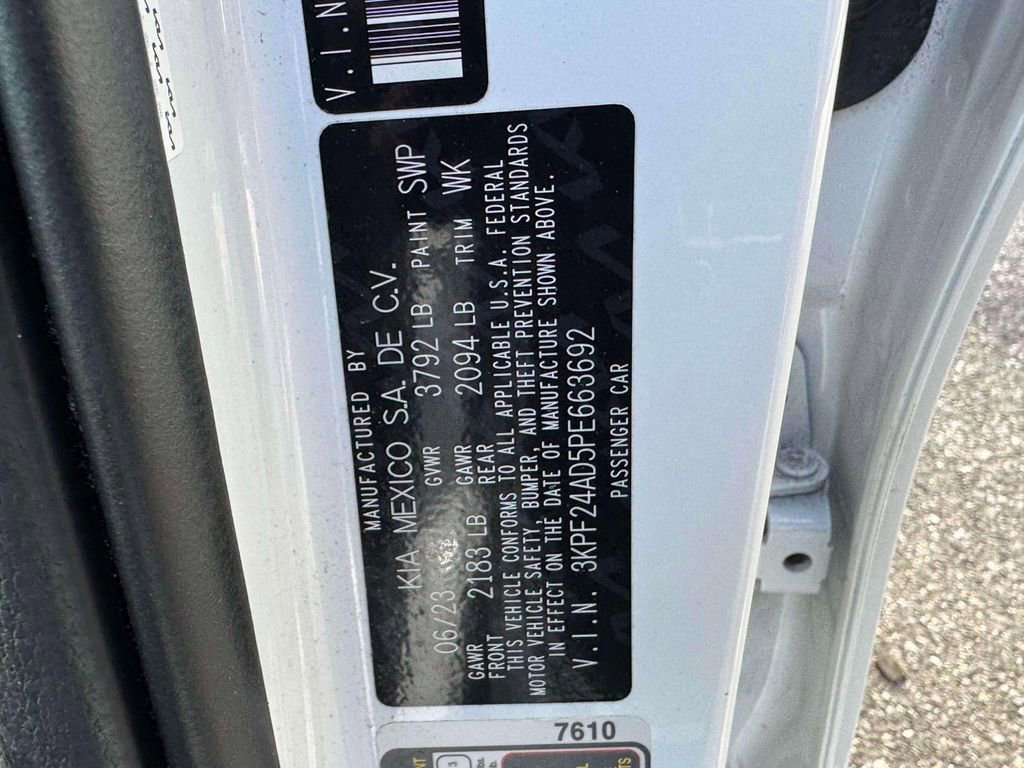 V.I.N
MANUFACTURED BY
KIA MEXICO S.A. DE C.V.
06/23 GVWR 3792 LB PAINT SWP
GAWR FRONT 2183 LB GAWR REAR 2094 LB TRIM WK
THIS VEHICLE CONFORMS TO ALL APPLICABLE U.S.A. FEDERAL
MOTOR VEHICLE SAFETY, BUMPER, AND THEFT PREVENTION STANDARDS
IN EFFECT ON THE DATE OF MANUFACTURE SHOWN ABOVE.
V.I.N. 3KPF24AD5PE663692
PASSENGER CAR
7610